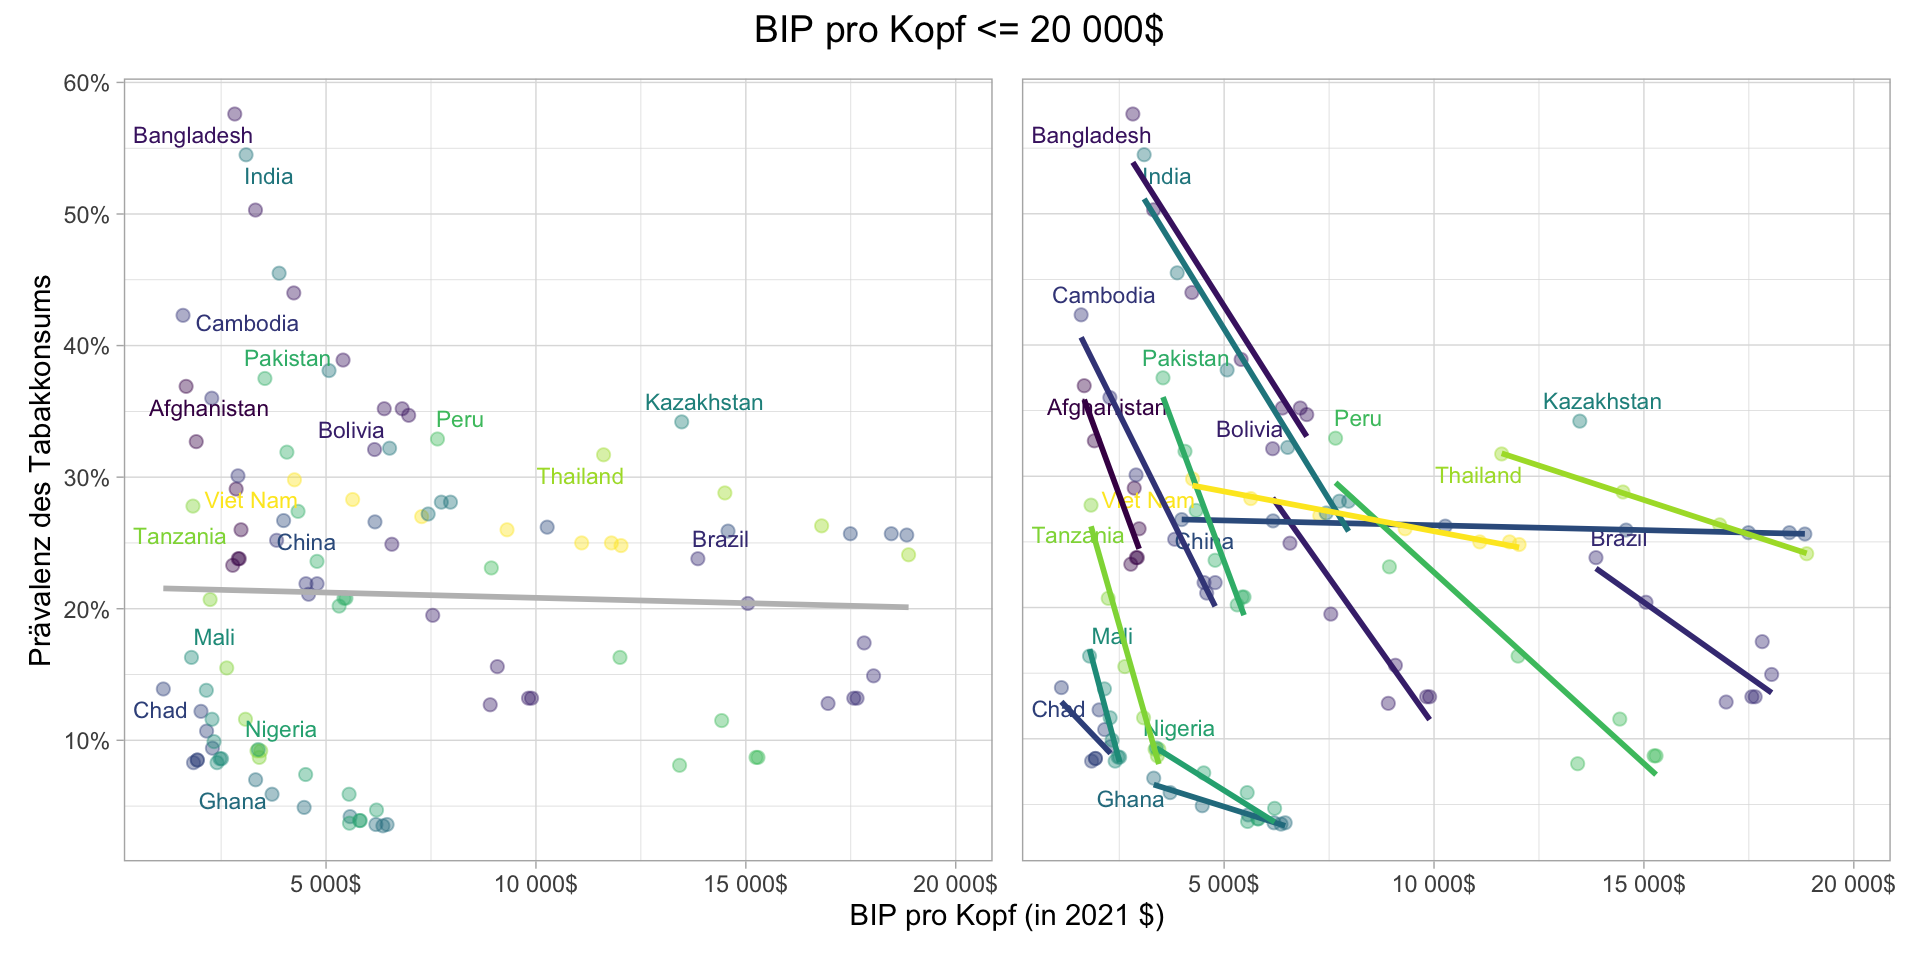 BIP pro Kopf <= 20 000$
Prävalenz des Tabakkonsums
60%
50%
40%
30%
20%
10%
Bangladesh
India
Cambodia
Pakistan
Afghanistan
Bolivia
Peru
Kazakhstan
Thailand
Viet Nam
Tanzania
China
Brazil
Mali
Chad
Nigeria
Ghana
5 000$ 10 000$ 15 000$ 20 000$
Bangladesh
India
Cambodia
Pakistan
Afghanistan
Bolivia
Peru
Kazakhstan
Thailand
Viet Nam
Tanzania
China
Brazil
Mali
Chad
Nigeria
Ghana
5 000$ 10 000$ 15 000$ 20 000$
BIP pro Kopf (in 2021 $)